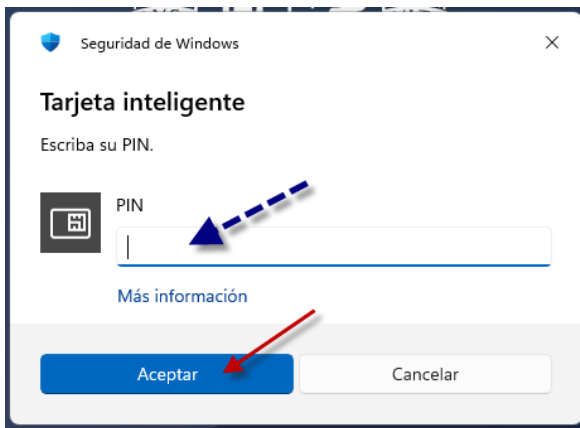 Seguridad de Windows
Tarjeta inteligente
Escriba su PIN.
PIN
Más información
Aceptar
Cancelar